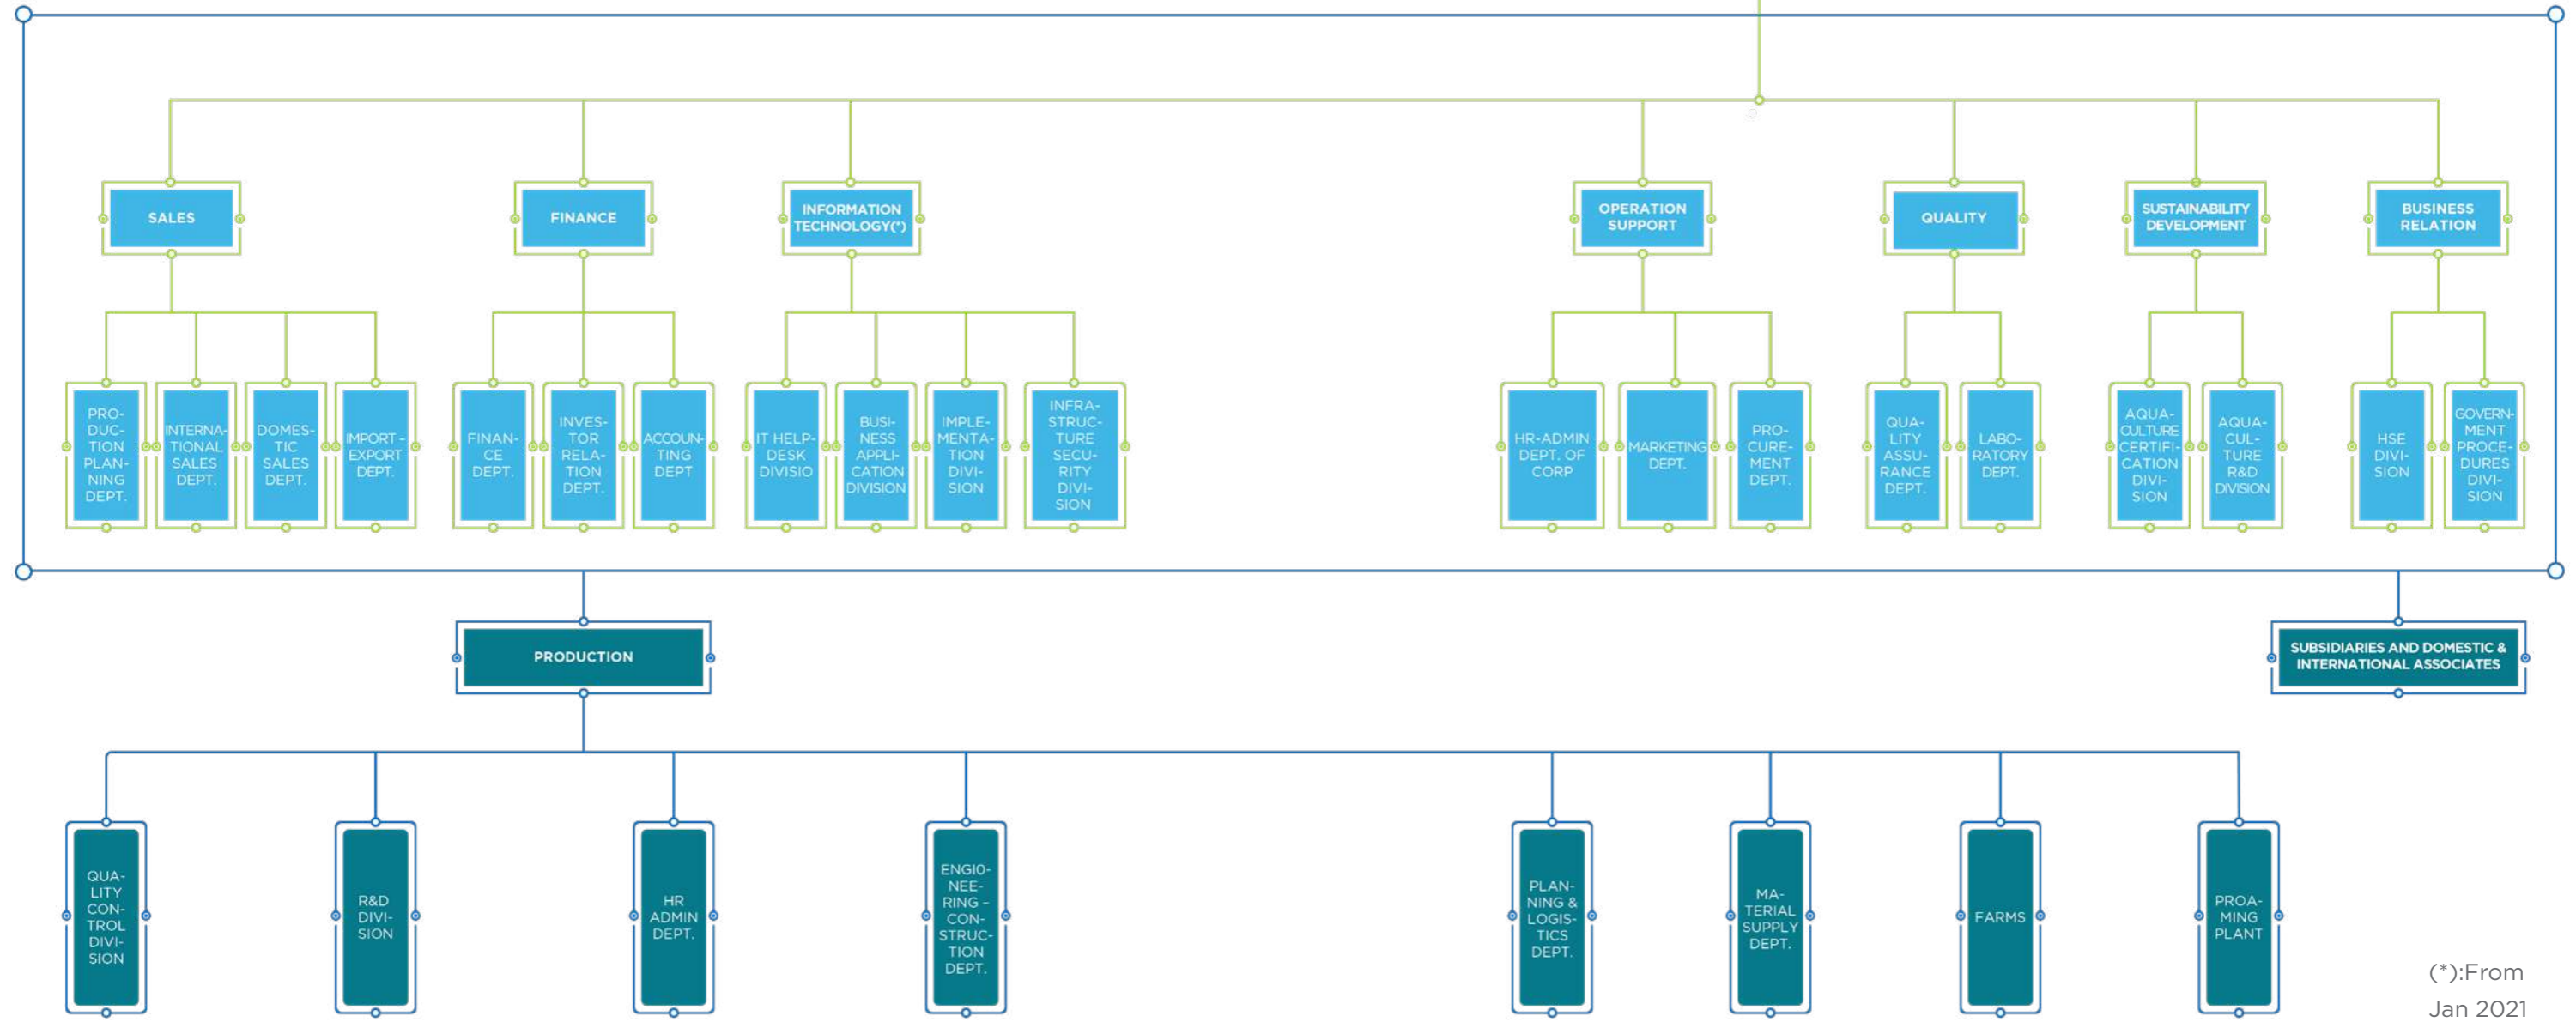 SALES
FINANCE
INFORMATION
TECHNOLOGY(*)
OPERATION
SUPPORT
QUALITY
SUSTAINABILITY
DEVELOPMENT
BUSINESS
RELATION
PRO-
DUC-
TION
PLAN-
NING
DEPT.
INTERNA-
TIONAL
SALES
DEPT.
DOMES-
TIC
SALES
DEPT.
IMPORT –
EXPORT
DEPT.
FINAN-
CE
DEPT.
INVES-
TOR
RELA-
TION
DEPT.
ACCOUN-
TING
DEPT
IT HELP-
DESK
DIVISIO
BUSI-
NESS
APPLI-
CATION
DIVISION
IMPLE-
MENTA-
TION
DIVI-
SION
INFRA-
STRUC-
TURE
SECU-
RITY
DIVI-
SION
HR-ADMIN
DEPT. OF
CORP
MARKETING
DEPT.
PRO-
CURE-
MENT
DEPT.
QUA-
LITY
ASSU-
RANCE
DEPT.
LABO-
RATORY
DEPT.
AQUA-
CULTURE
CERTIFI-
CATION
DIVI-
SION
AQUA-
CUL-
TURE
R&D
DIVISION
HSE
DIVI-
SION
GOVERN-
MENT
PROCE-
DURES
DIVI-
SION
PRODUCTION
SUBSIDIARIES AND DOMESTIC &
INTERNATIONAL ASSOCIATES
QUA-
LITY
CON-
TROL
DIVI-
SION
R&D
DIVI-
SION
HR
ADMIN
DEPT.
ENGI0-
NEE-
RING –
CON-
STRUC-
TION
DEPT.
PLAN-
NING &
LOGIS-
TICS
DEPT.
MA-
TERIAL
SUPPLY
DEPT.
FARMS
PROA-
MING
PLANT
(*):From
Jan 2021